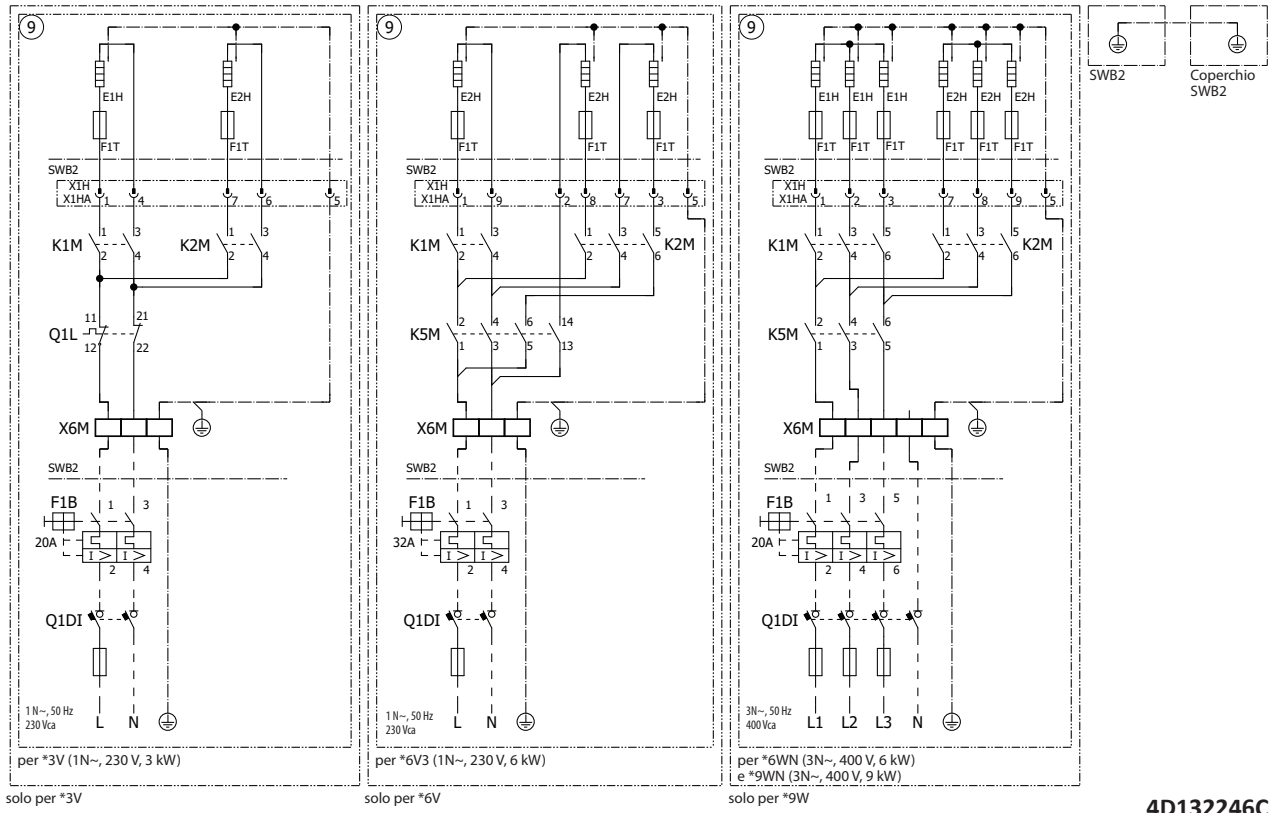 9
E1H E2H
F1T F1T
SWB2
X1H
X1HA 1 4 7 6 5
K1M 1 3 K2M 1 3
2 4 2 4
Q1L 11 21
12 22
X6M
SWB2
F1B 1 3
20A I > I >
2 4
Q1DI
1 N~, 50 Hz
230 Vca
L N
per *3V (1N~, 230 V, 3 kW)
solo per *3V
9
E2H E2H E2H
F1T F1T F1T
SWB2
X1H
X1HA 1 9 2 8 7 3 5
K1M 1 3 1 3 5 K2M
2 4 2 4 6
K5M 2 4 6 14
1 3 5 13
X6M
SWB2
F1B 1 3
32A I > I >
2 4
Q1DI
1 N~, 50 Hz
230 Vca
L N
per *6V3 (1N~, 230 V, 6 kW)
solo per *6V
9
E1H E1H E1H E2H E2H E2H
F1T F1T F1T F1T F1T F1T
SWB2
X1H
X1HA 1 2 3 7 8 9 5
K1M 1 3 5 1 3 5 K2M
2 4 6 2 4 6
K5M 2 4 6
1 3 5
X6M
SWB2
F1B 1 3 5
20A I > I > I >
2 4 6
Q1DI
3N~, 50 Hz
400 Vca
L1 L2 L3 N
per *6WN (3N~, 400 V, 6 kW)
e *9WN (3N~, 400 V, 9 kW)
solo per *9W
SWB2
Coperchio
SWB2
4D132246C